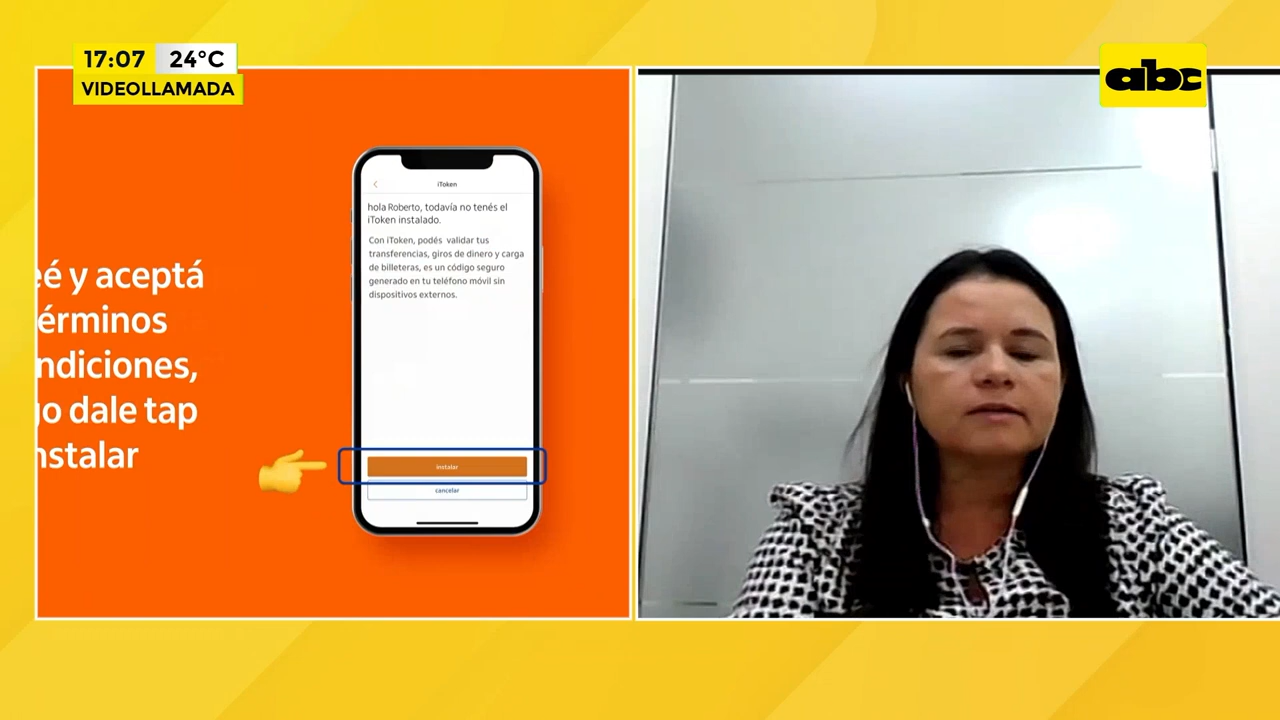 17:07 24°C
VIDEOLLAMADA
abc
eé y aceptá
érminos
ndiciones,
go dale tap
nstalar
iToken
hola Roberto, todavía no tenés el
iToken instalado.
Con iToken, podés validar tus
transferencias, giros de dinero y carga
de billeteras, es un código seguro
generado en tu teléfono móvil sin
dispositivos externos.
instalar
cancelar